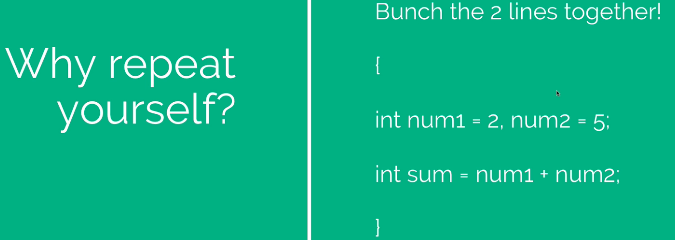 Why repeat
yourself?
Bunch the 2 lines together!
{
int num1 = 2, num2 = 5;
int sum = num1 + num2;
}